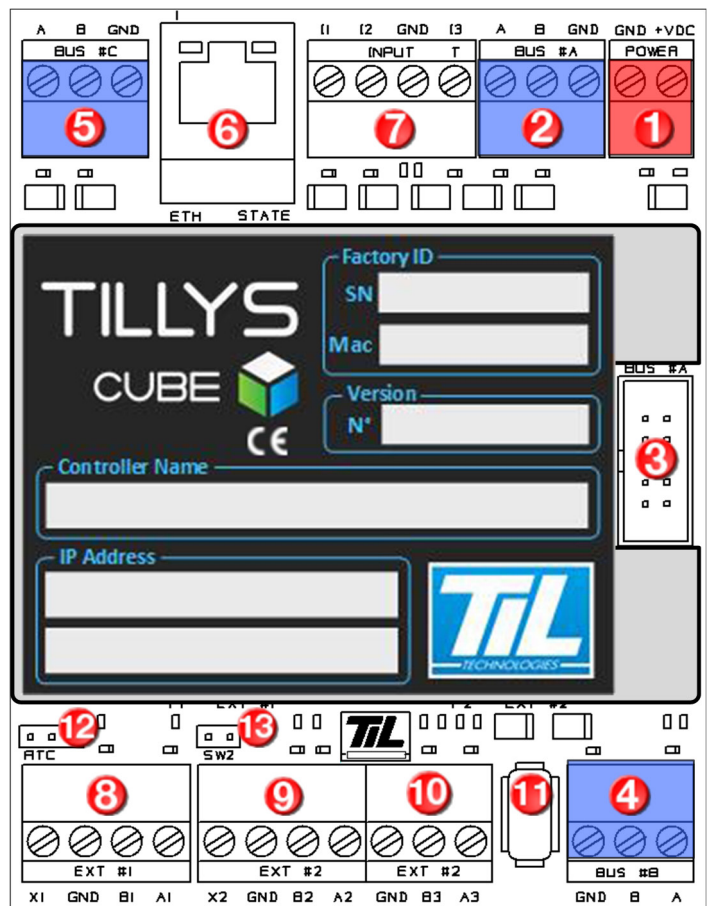 A B GND I I1 I2 GND I3 A B GND GND +VDC
BUS #C INPUT T BUS #A POWER
5 6 7 2 1
ETH STATE
TILLYS
CUBE
CE
Factory ID
SN
Mac
Version
N°
BUS #A
3
Controller Name
IP Address
TiL
TECHNOLOGIES
EXT #1 EXT #2
12 13 TiL
ATC SW2
8 9 10 11 4
EXT #1 EXT #2 EXT #2 BUS #B
X1 GND B1 A1 X2 GND B2 A2 GND B3 A3 GND B A